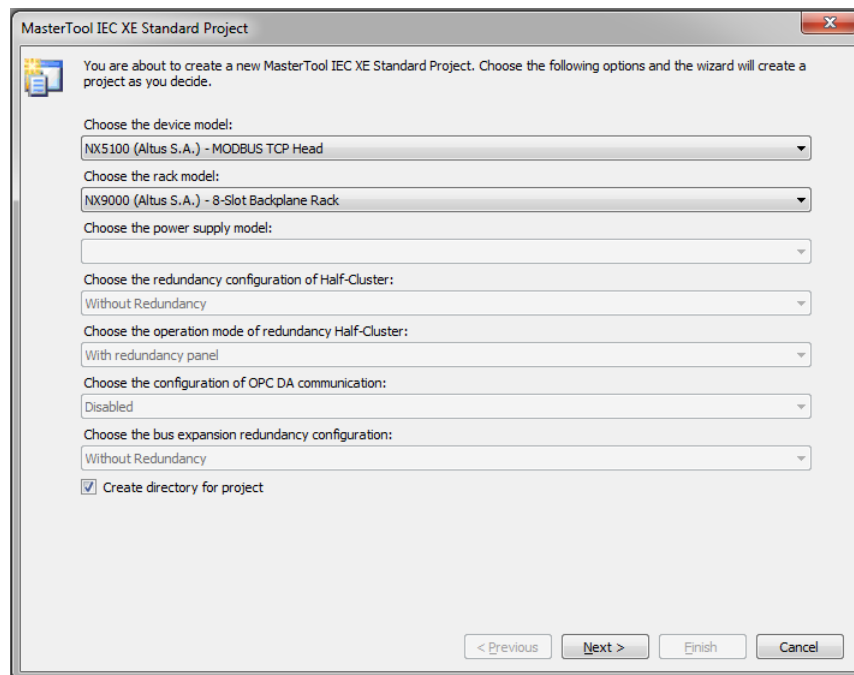 MasterTool IEC XE Standard Project
You are about to create a new MasterTool IEC XE Standard Project. Choose the following options and the wizard will create a
project as you decide.
Choose the device model:
NX5100 (Altus S.A.) - MODBUS TCP Head
Choose the rack model:
NX9000 (Altus S.A.) - 8-Slot Backplane Rack
Choose the power supply model:
Choose the redundancy configuration of Half-Cluster:
Without Redundancy
Choose the operation mode of redundancy Half-Cluster:
With redundancy panel
Choose the configuration of OPC DA communication:
Disabled
Choose the bus expansion redundancy configuration:
Without Redundancy
Create directory for project
< Previous
Next >
Finish
Cancel